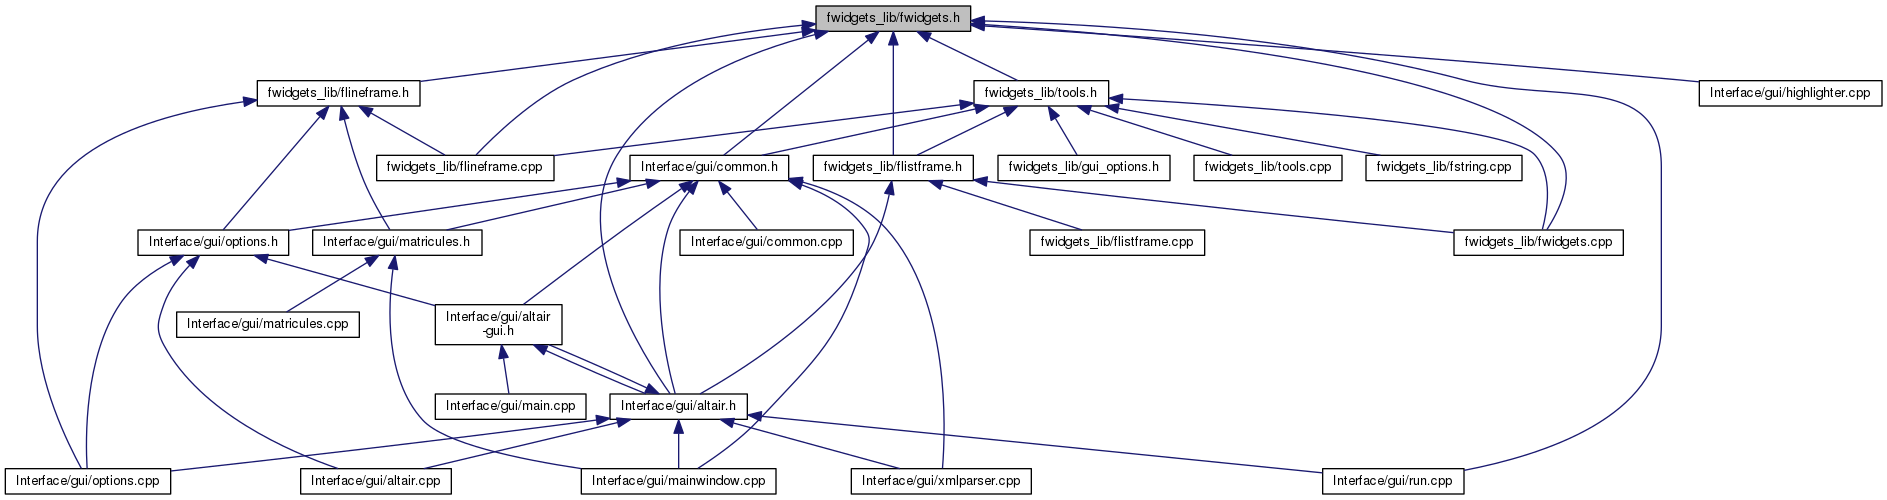 fwidgets_lib/fwidgets.h
fwidgets_lib/flineframe.h
fwidgets_lib/tools.h
Interface/gui/highlighter.cpp
fwidgets_lib/flineframe.cpp
Interface/gui/common.h
fwidgets_lib/flistframe.h
fwidgets_lib/gui_options.h
fwidgets_lib/tools.cpp
fwidgets_lib/fstring.cpp
Interface/gui/options.h
Interface/gui/matricules.h
Interface/gui/common.cpp
fwidgets_lib/flistframe.cpp
fwidgets_lib/fwidgets.cpp
Interface/gui/matricules.cpp
Interface/gui/altair
-gui.h
Interface/gui/main.cpp
Interface/gui/altair.h
Interface/gui/options.cpp
Interface/gui/altair.cpp
Interface/gui/mainwindow.cpp
Interface/gui/xmlparser.cpp
Interface/gui/run.cpp